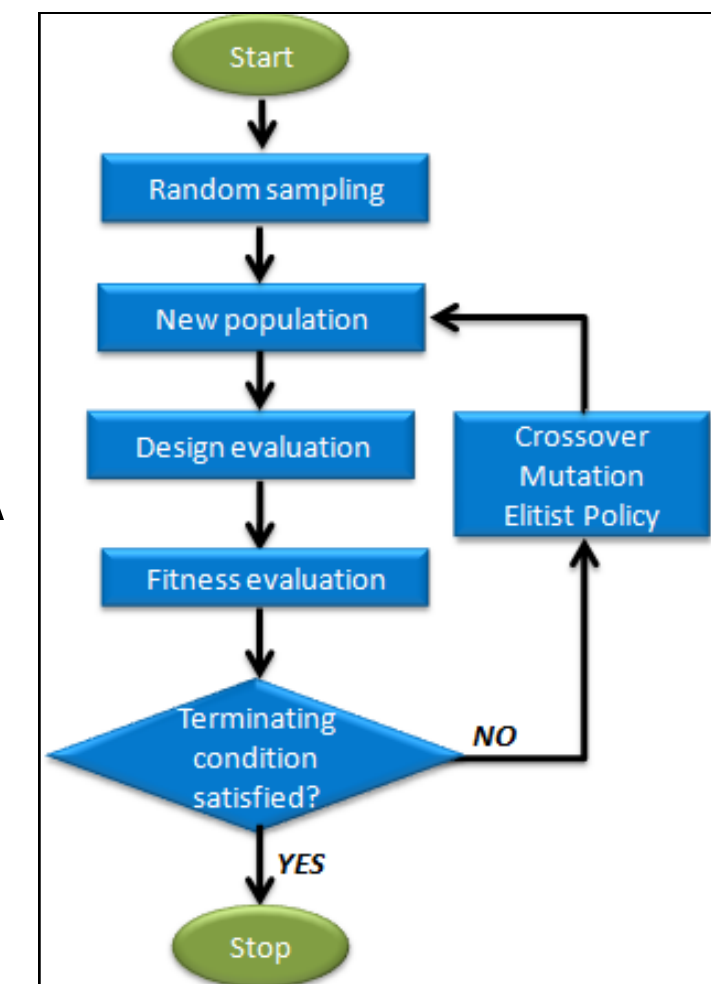 Start
Random sampling
New population
Design evaluation
Crossover
Mutation
Elitist Policy
Fitness evaluation
Terminating
condition
satisfied?
NO
YES
Stop